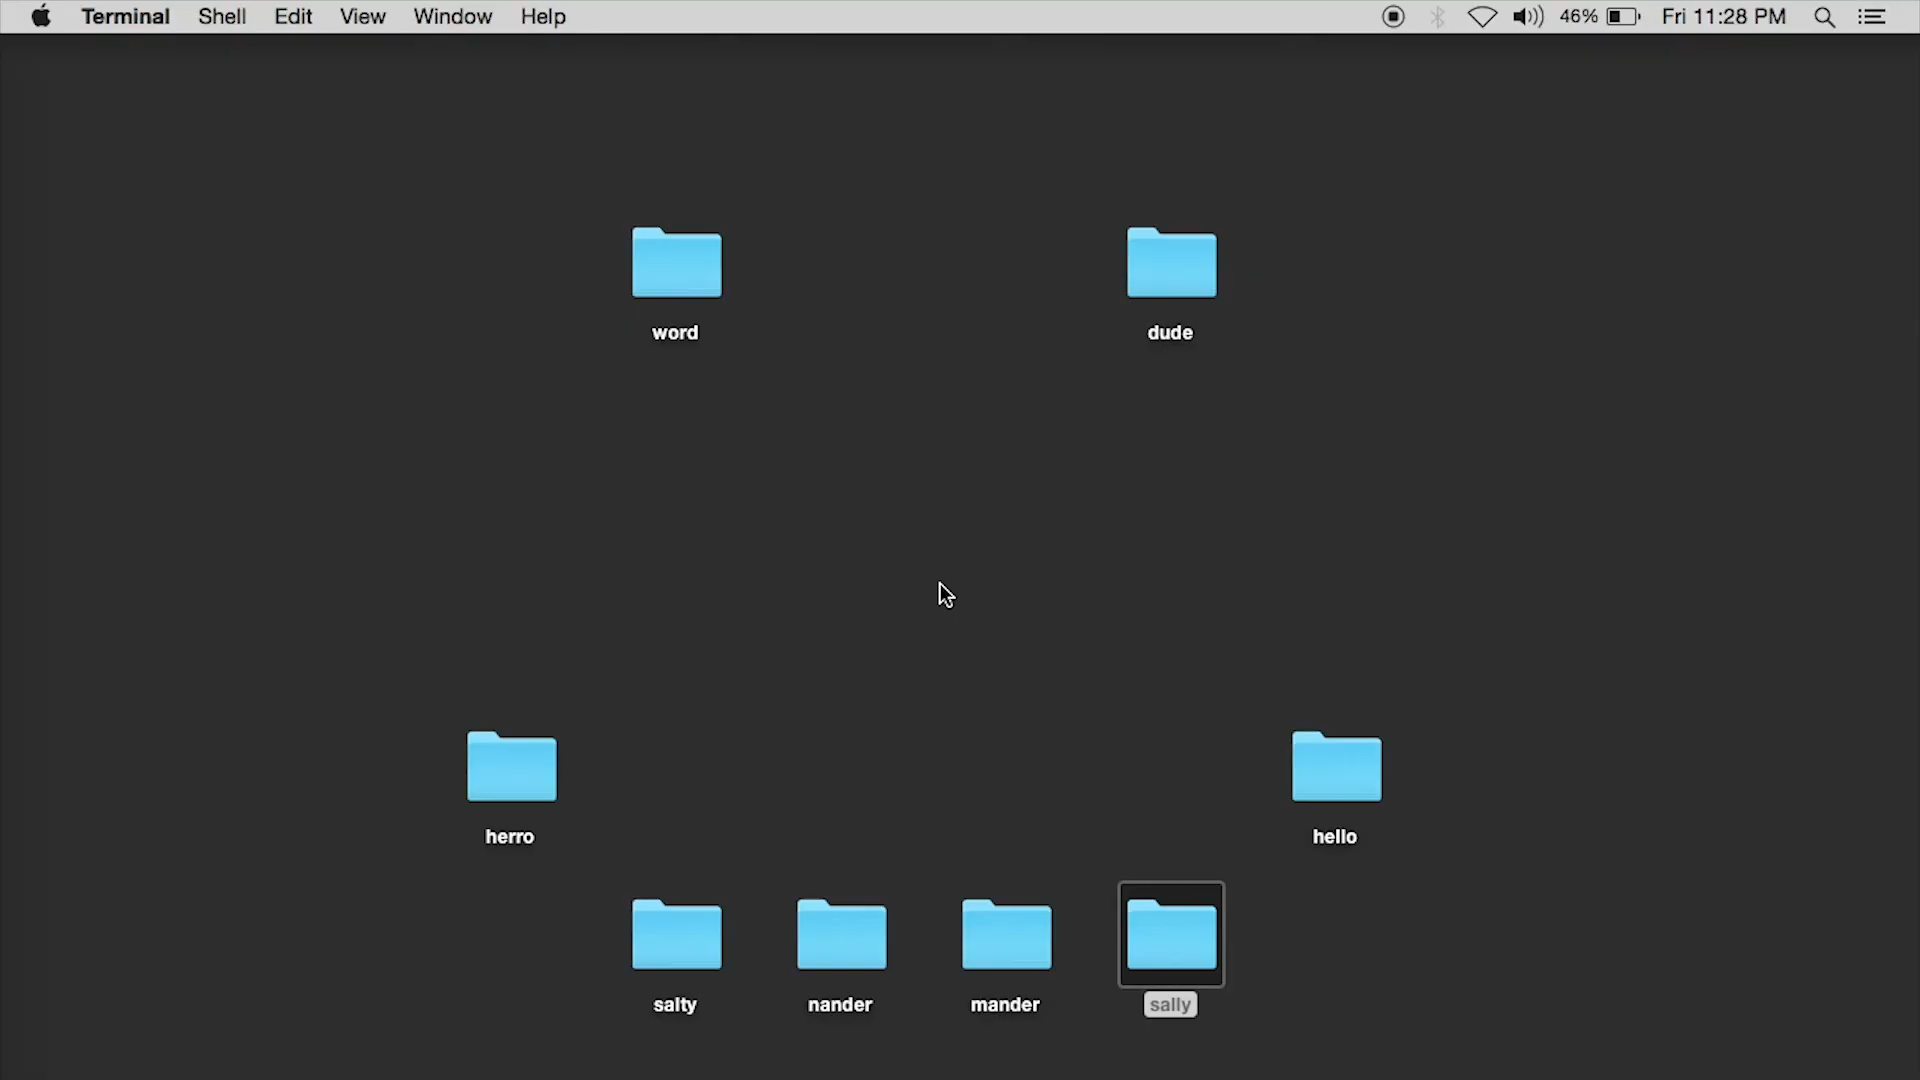 Terminal Shell Edit View Window Help 46% Fri 11:28 PM
word dude
herro hello
salty nander mander sally